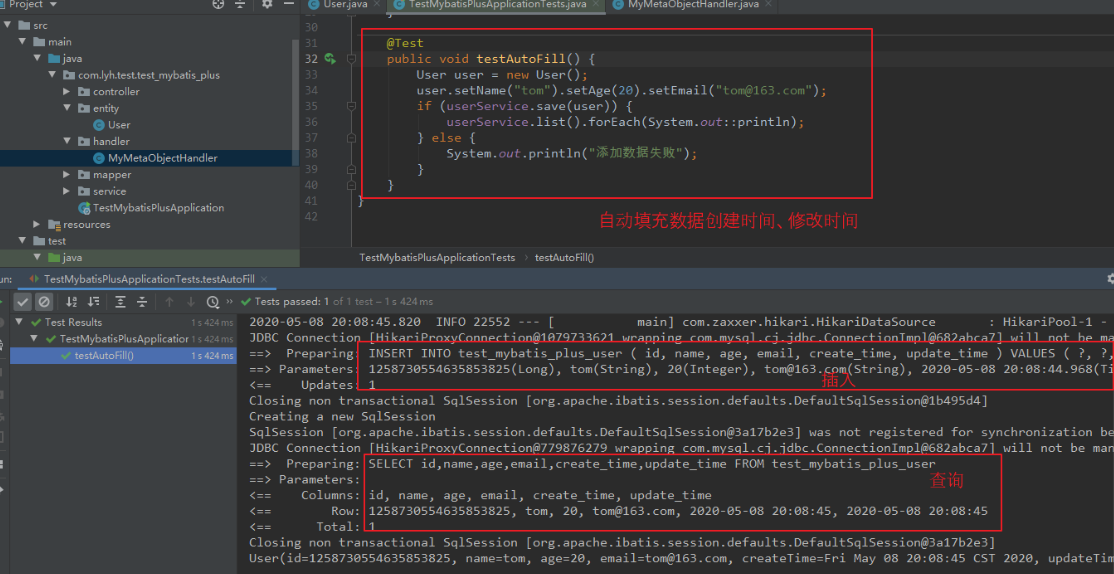 Project
User.java
TestMybatisPlusApplicationTests.java
MyMetaObjectHandler.java
src
main
java
com.lyh.test.test_mybatis_plus
controller
entity
User
handler
MyMetaObjectHandler
mapper
service
TestMybatisPlusApplication
resources
test
java
30
31 @Test
32 public void testAutoFill() {
33 User user = new User();
34 user.setName("tom").setAge(20).setEmail("tom@163.com");
35 if (userService.save(user)) {
36 userService.list().forEach(System.out::println);
37 } else {
38 System.out.println("添加数据失败");
39 }
40 }
41 }
42
自动填充数据创建时间、修改时间
TestMybatisPlusApplicationTests › testAutoFill()
un: TestMybatisPlusApplicationTests.testAutoFill
Tests passed: 1 of 1 test – 1 s 424 ms
Test Results 1 s 424 ms
TestMybatisPlusApplication 1 s 424 ms
testAutoFill() 1 s 424 ms
2020-05-08 20:08:45.820 INFO 22552 --- [ main] com.zaxxer.hikari.HikariDataSource : HikariPool-1 -
JDBC Connection [HikariProxyConnection@1079733621 wrapping com.mysql.cj.jdbc.ConnectionImpl@682abca7] will not be ma
==> Preparing: INSERT INTO test_mybatis_plus_user ( id, name, age, email, create_time, update_time ) VALUES ( ?, ?,
==> Parameters: 1258730554635853825(Long), tom(String), 20(Integer), tom@163.com(String), 2020-05-08 20:08:44.968(Ti
<== Updates: 1
插入
Closing non transactional SqlSession [org.apache.ibatis.session.defaults.DefaultSqlSession@1b495d4]
Creating a new SqlSession
SqlSession [org.apache.ibatis.session.defaults.DefaultSqlSession@3a17b2e3] was not registered for synchronization be
JDBC Connection [HikariProxyConnection@779876279 wrapping com.mysql.cj.jdbc.ConnectionImpl@682abca7] will not be man
==> Preparing: SELECT id,name,age,email,create_time,update_time FROM test_mybatis_plus_user
==> Parameters:
查询
<== Columns: id, name, age, email, create_time, update_time
<== Row: 1258730554635853825, tom, 20, tom@163.com, 2020-05-08 20:08:45, 2020-05-08 20:08:45
<== Total: 1
Closing non transactional SqlSession [org.apache.ibatis.session.defaults.DefaultSqlSession@3a17b2e3]
User(id=1258730554635853825, name=tom, age=20, email=tom@163.com, createTime=Fri May 08 20:08:45 CST 2020, updateTim